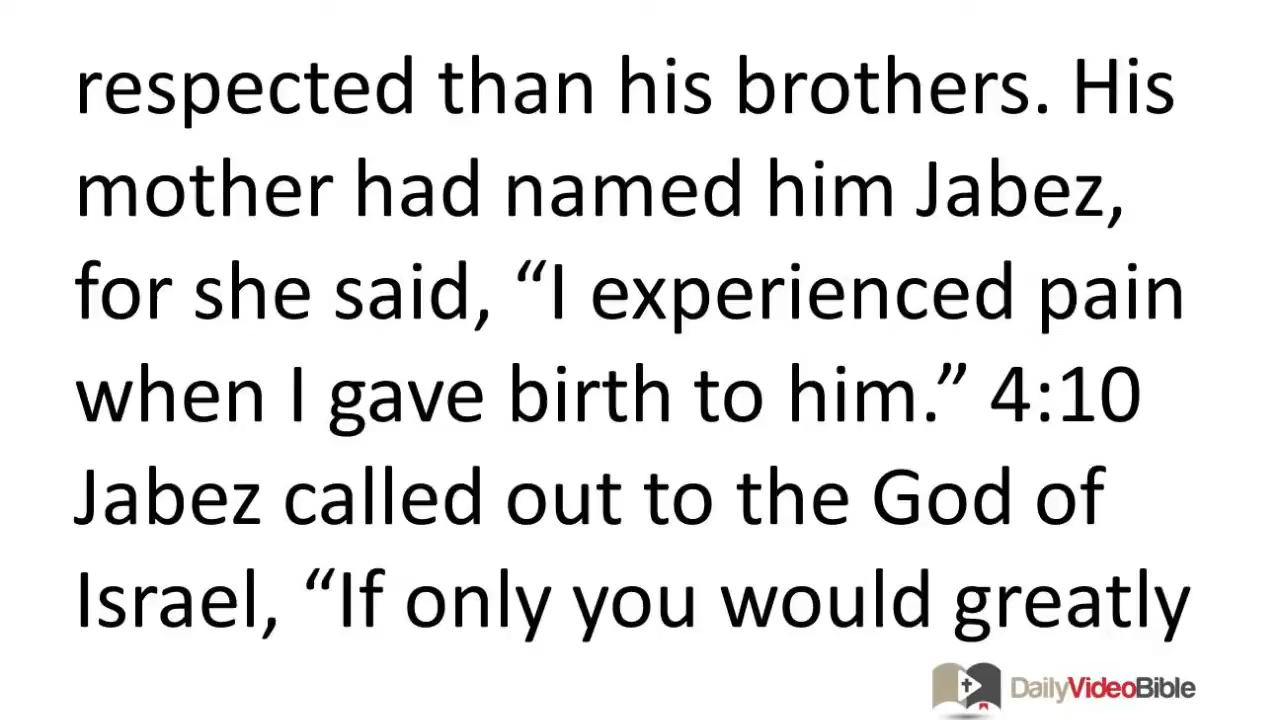 respected than his brothers. His
mother had named him Jabez,
for she said, “I experienced pain
when I gave birth to him.” 4:10
Jabez called out to the God of
Israel, “If only you would greatly
DailyVideoBible